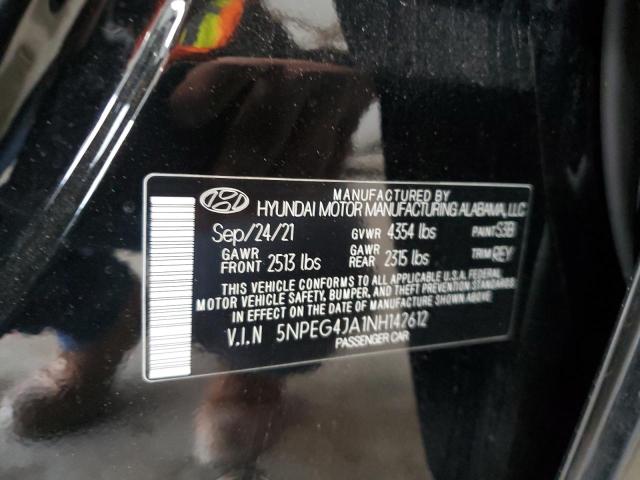 MANUFACTURED BY
HYUNDAI MOTOR MANUFACTURING ALABAMA, LLC
Sep/24/21 GVWR 4354 lbs PAINT S3B
GAWR FRONT 2513 lbs GAWR REAR 2315 lbs TRIM REY
THIS VEHICLE CONFORMS TO ALL APPLICABLE U.S.A. FEDERAL
MOTOR VEHICLE SAFETY, BUMPER, AND THEFT PREVENTION
STANDARDS IN EFFECT ON THE DATE OF MANUFACTURE SHOWN
ABOVE.
V.I.N 5NPEG4JA1NH142612
PASSENGER CAR